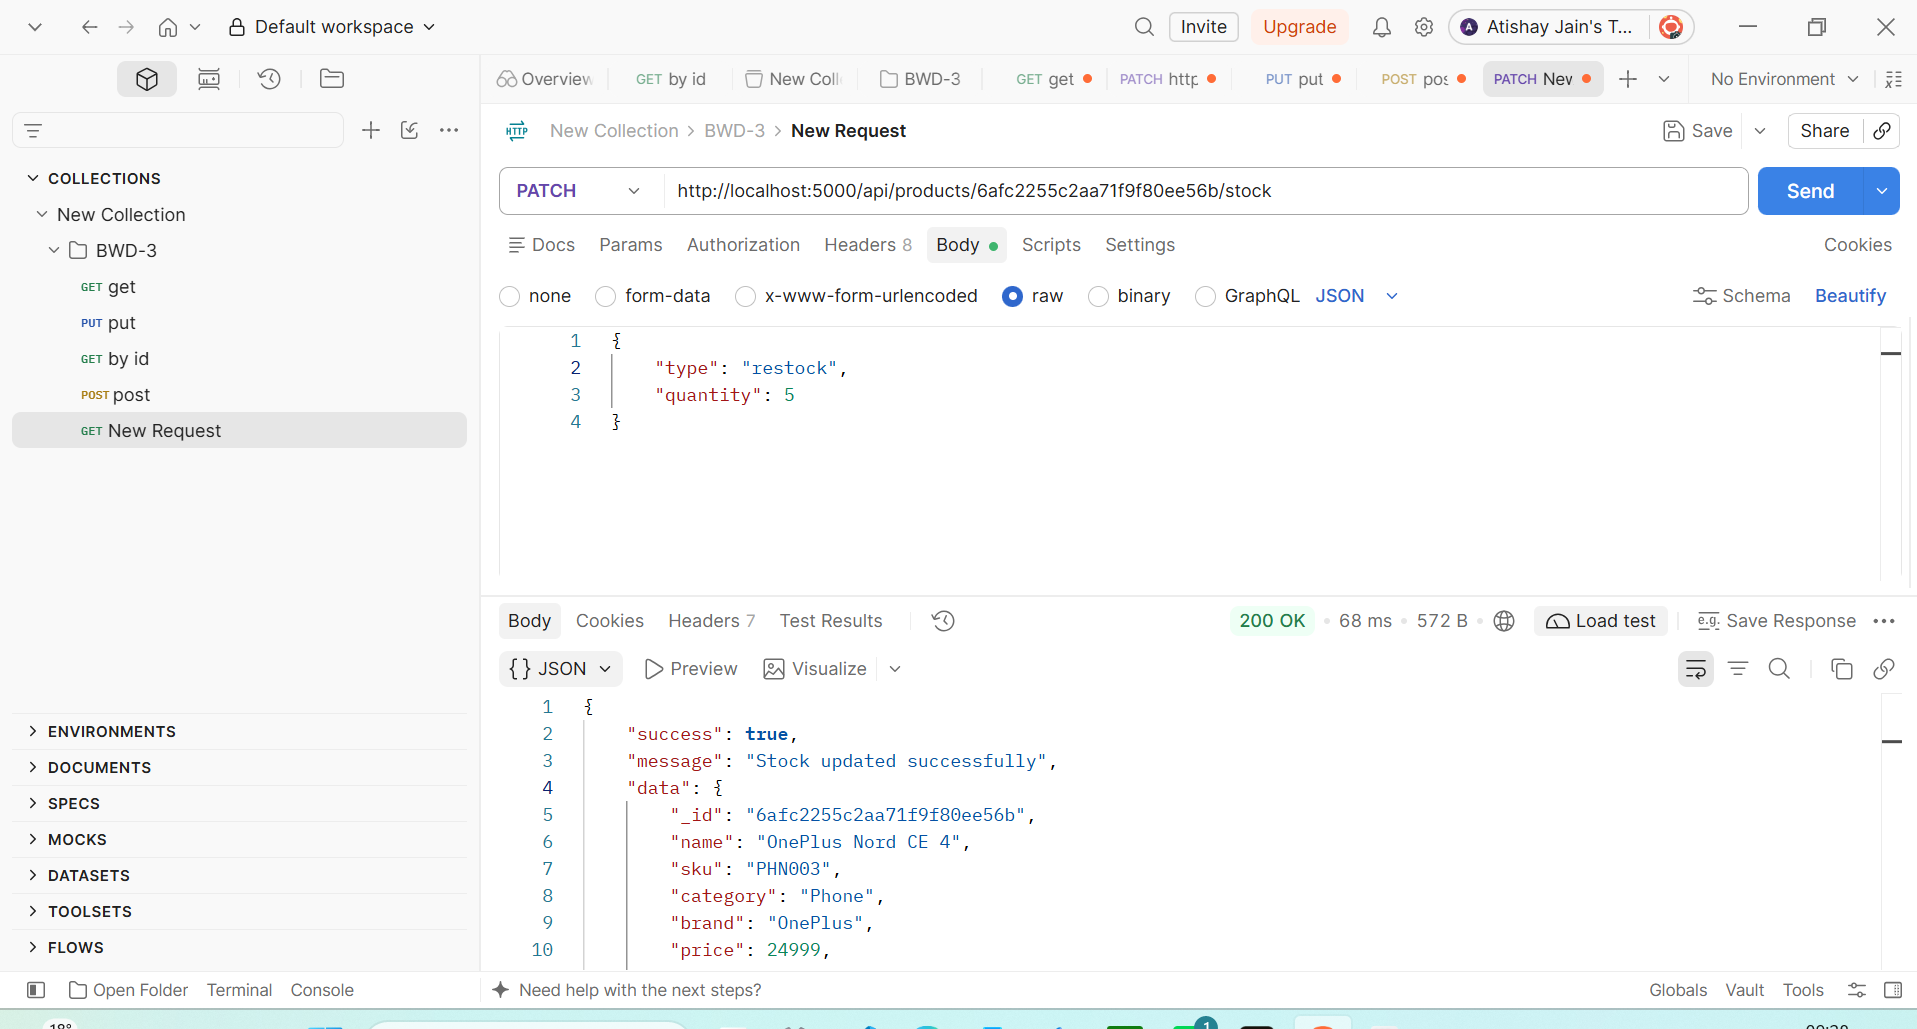 Default workspace
Invite
Upgrade
A Atishay Jain's T...
Overview
GET by id
New Coll
BWD-3
GET get
PATCH http
PUT put
POST pos
PATCH New
No Environment
HTTP New Collection > BWD-3 > New Request
Save
Share
COLLECTIONS
New Collection
BWD-3
GET get
PUT put
GET by id
POST post
GET New Request
ENVIRONMENTS
DOCUMENTS
SPECS
MOCKS
DATASETS
TOOLSETS
FLOWS
PATCH
http://localhost:5000/api/products/6afc2255c2aa71f9f80ee56b/stock
Send
Docs Params Authorization Headers 8 Body Scripts Settings Cookies
none form-data x-www-form-urlencoded raw binary GraphQL JSON Schema Beautify
1 {
2 "type": "restock",
3 "quantity": 5
4 }
Body Cookies Headers 7 Test Results 200 OK • 68 ms • 572 B • Load test e.g. Save Response
{} JSON Preview Visualize
1 {
2 "success": true,
3 "message": "Stock updated successfully",
4 "data": {
5 "_id": "6afc2255c2aa71f9f80ee56b",
6 "name": "OnePlus Nord CE 4",
7 "sku": "PHN003",
8 "category": "Phone",
9 "brand": "OnePlus",
10 "price": 24999,
Open Folder Terminal Console Need help with the next steps? Globals Vault Tools
18°
1